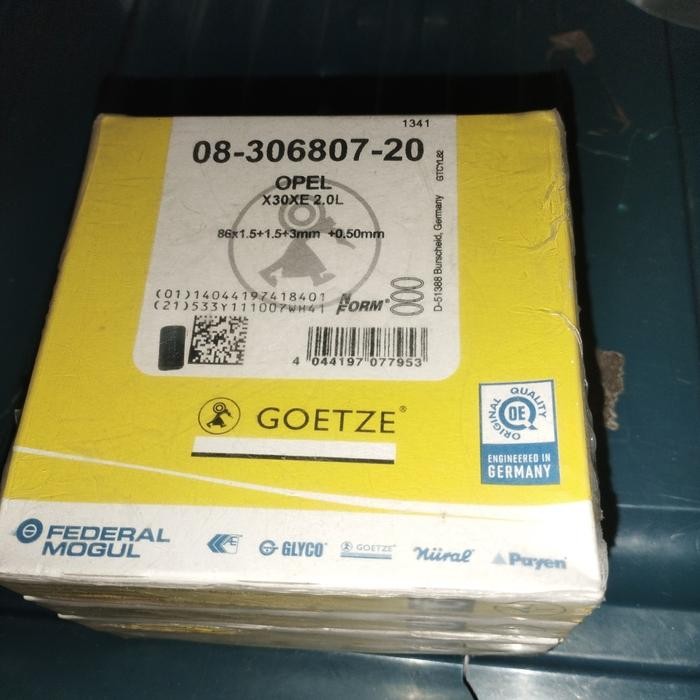 1341
08-306807-20
OPEL
X30XE 2.0L
86x1.5+1.5+3mm +0.50mm
(01)14044197418401
(21)533Y111007WH41
N
FORM®
D-51388 Burscheid, Germany GTCYL82
4 044197 077953
GOETZE®
ORIGINAL QUALITY
OE
ENGINEERED IN
GERMANY
FEDERAL
MOGUL
AE
GLYCO®
GOETZE®
Nüral®
Payen®